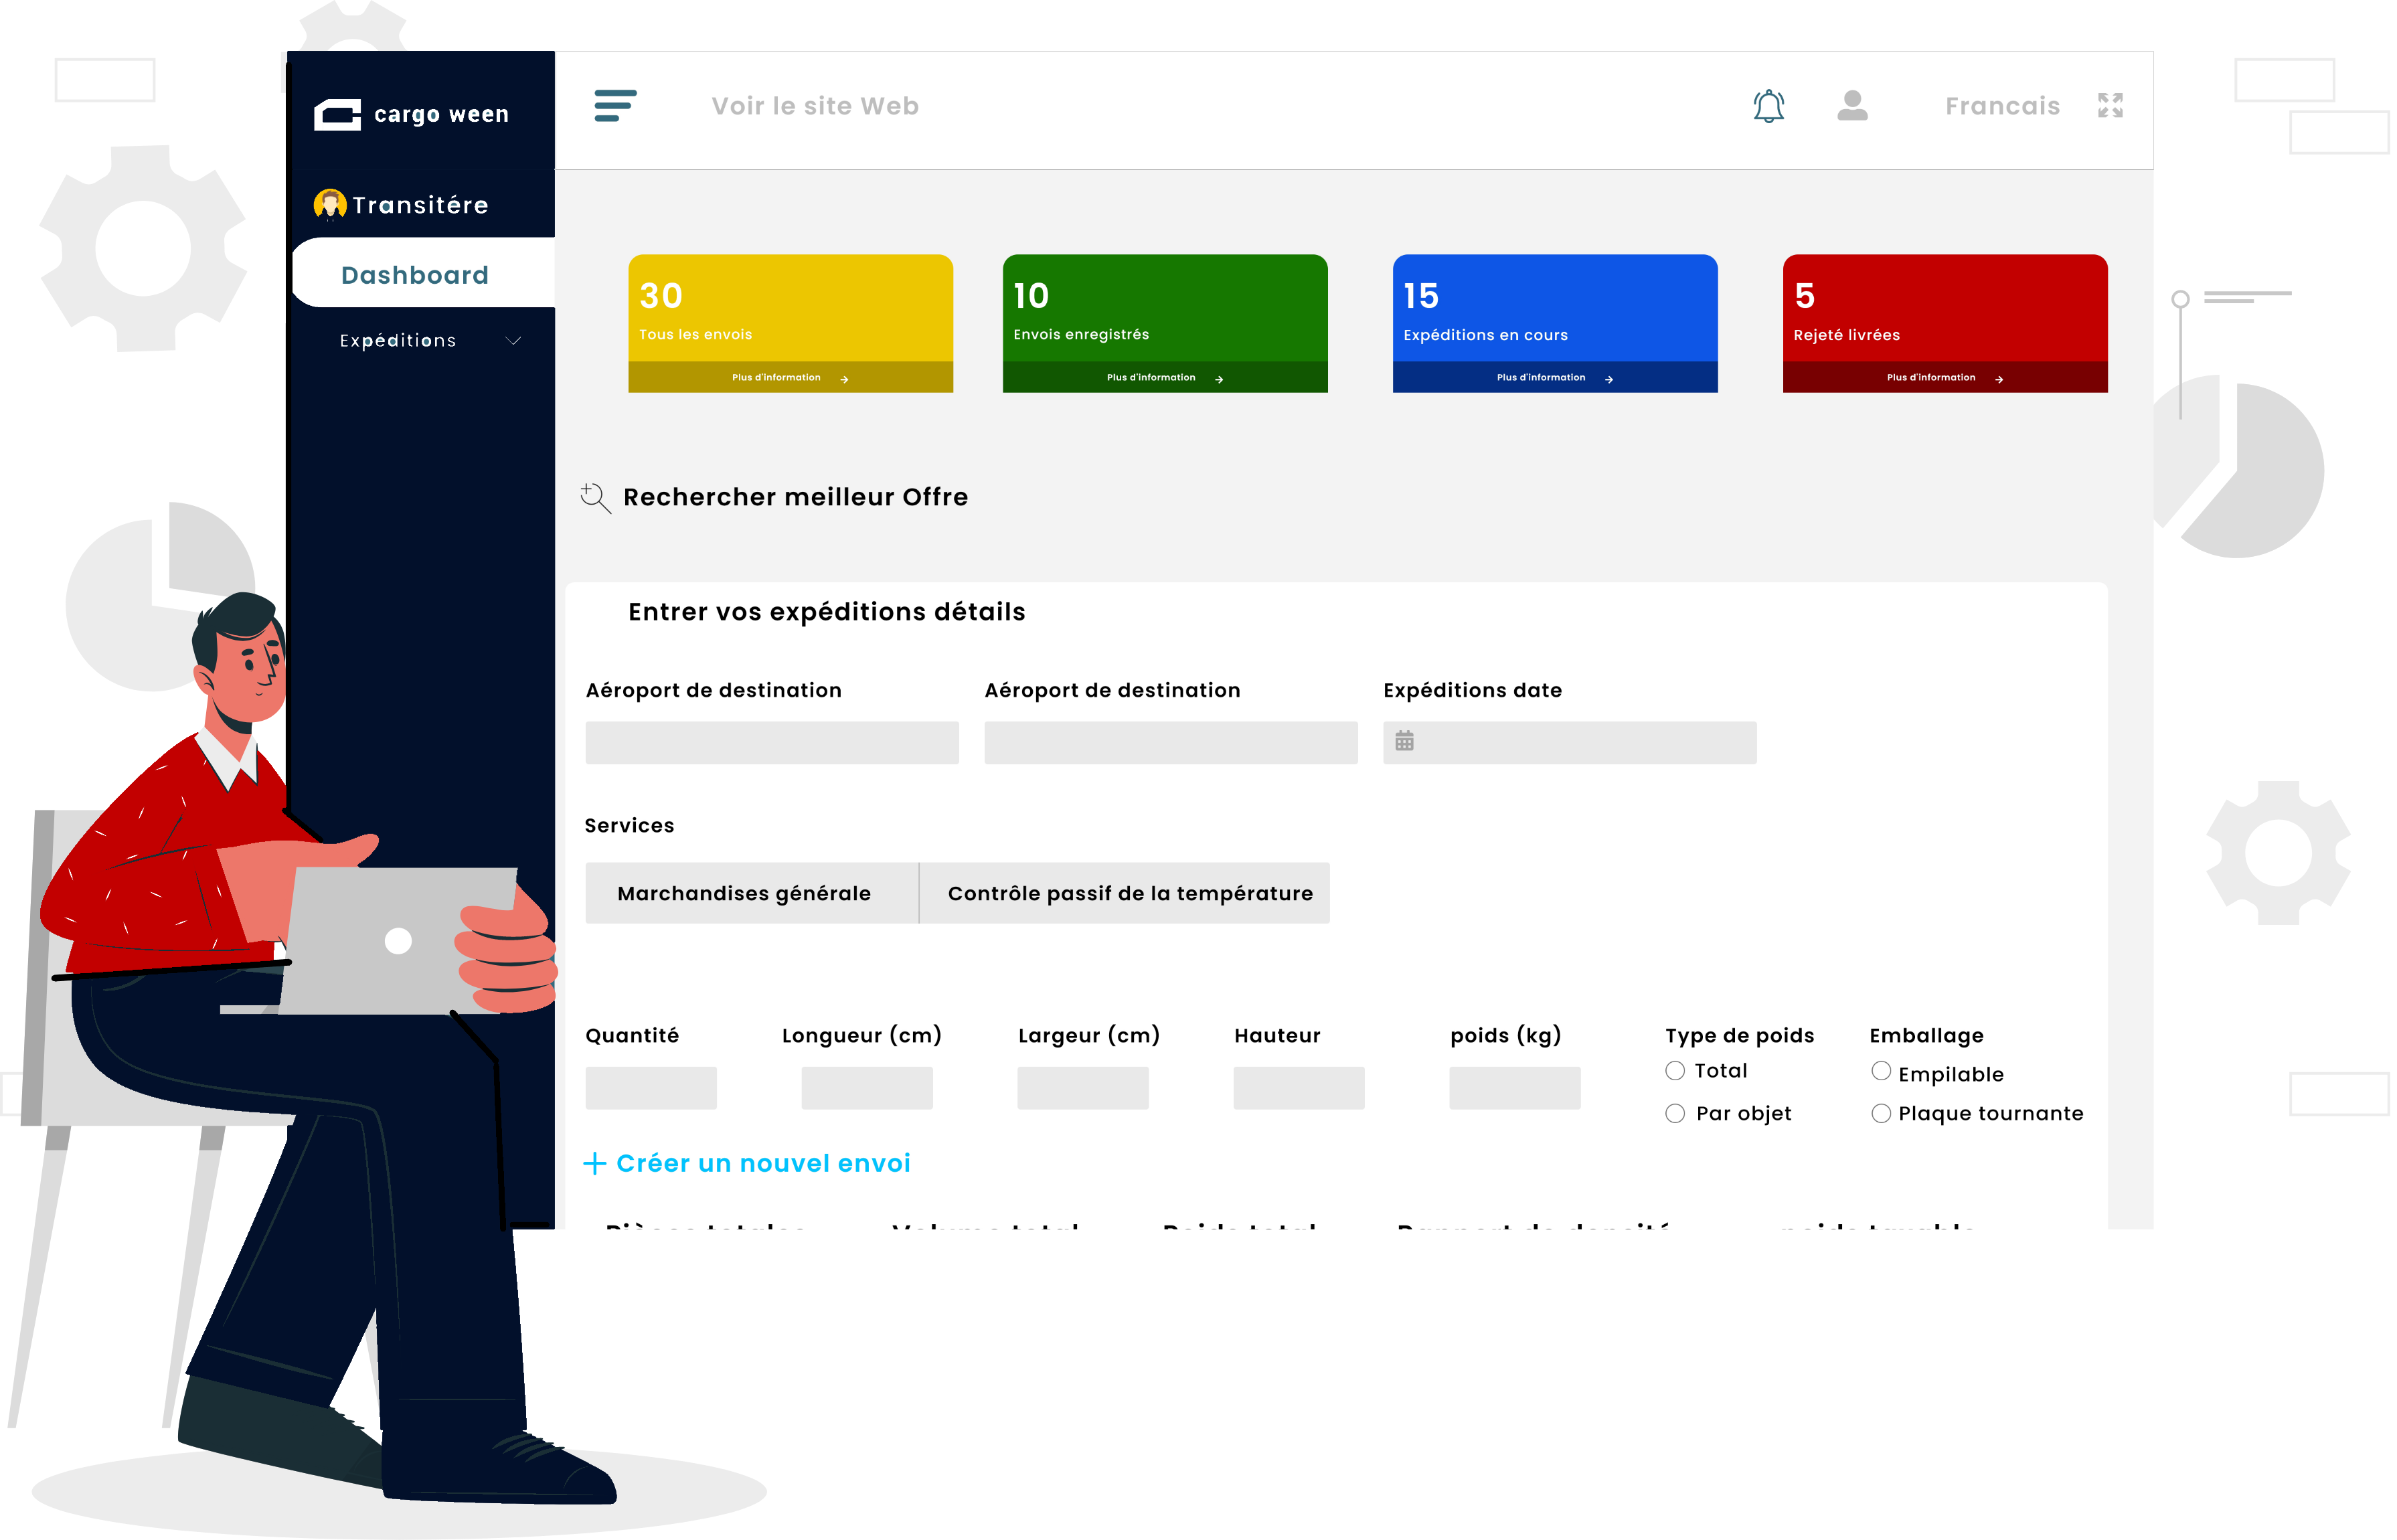 cargo ween
Voir le site Web
Francais
Transitére
Dashboard
Expéditions
30
Tous les envois
Plus d'information
10
Envois enregistrés
Plus d'information
15
Expéditions en cours
Plus d'information
5
Rejeté livrées
Plus d'information
Rechercher meilleur Offre
Entrer vos expéditions détails
Aéroport de destination
Aéroport de destination
Expéditions date
Services
Marchandises générale
Contrôle passif de la température
Quantité
Longueur (cm)
Largeur (cm)
Hauteur
poids (kg)
Type de poids
Total
Par objet
Emballage
Empilable
Plaque tournante
Créer un nouvel envoi